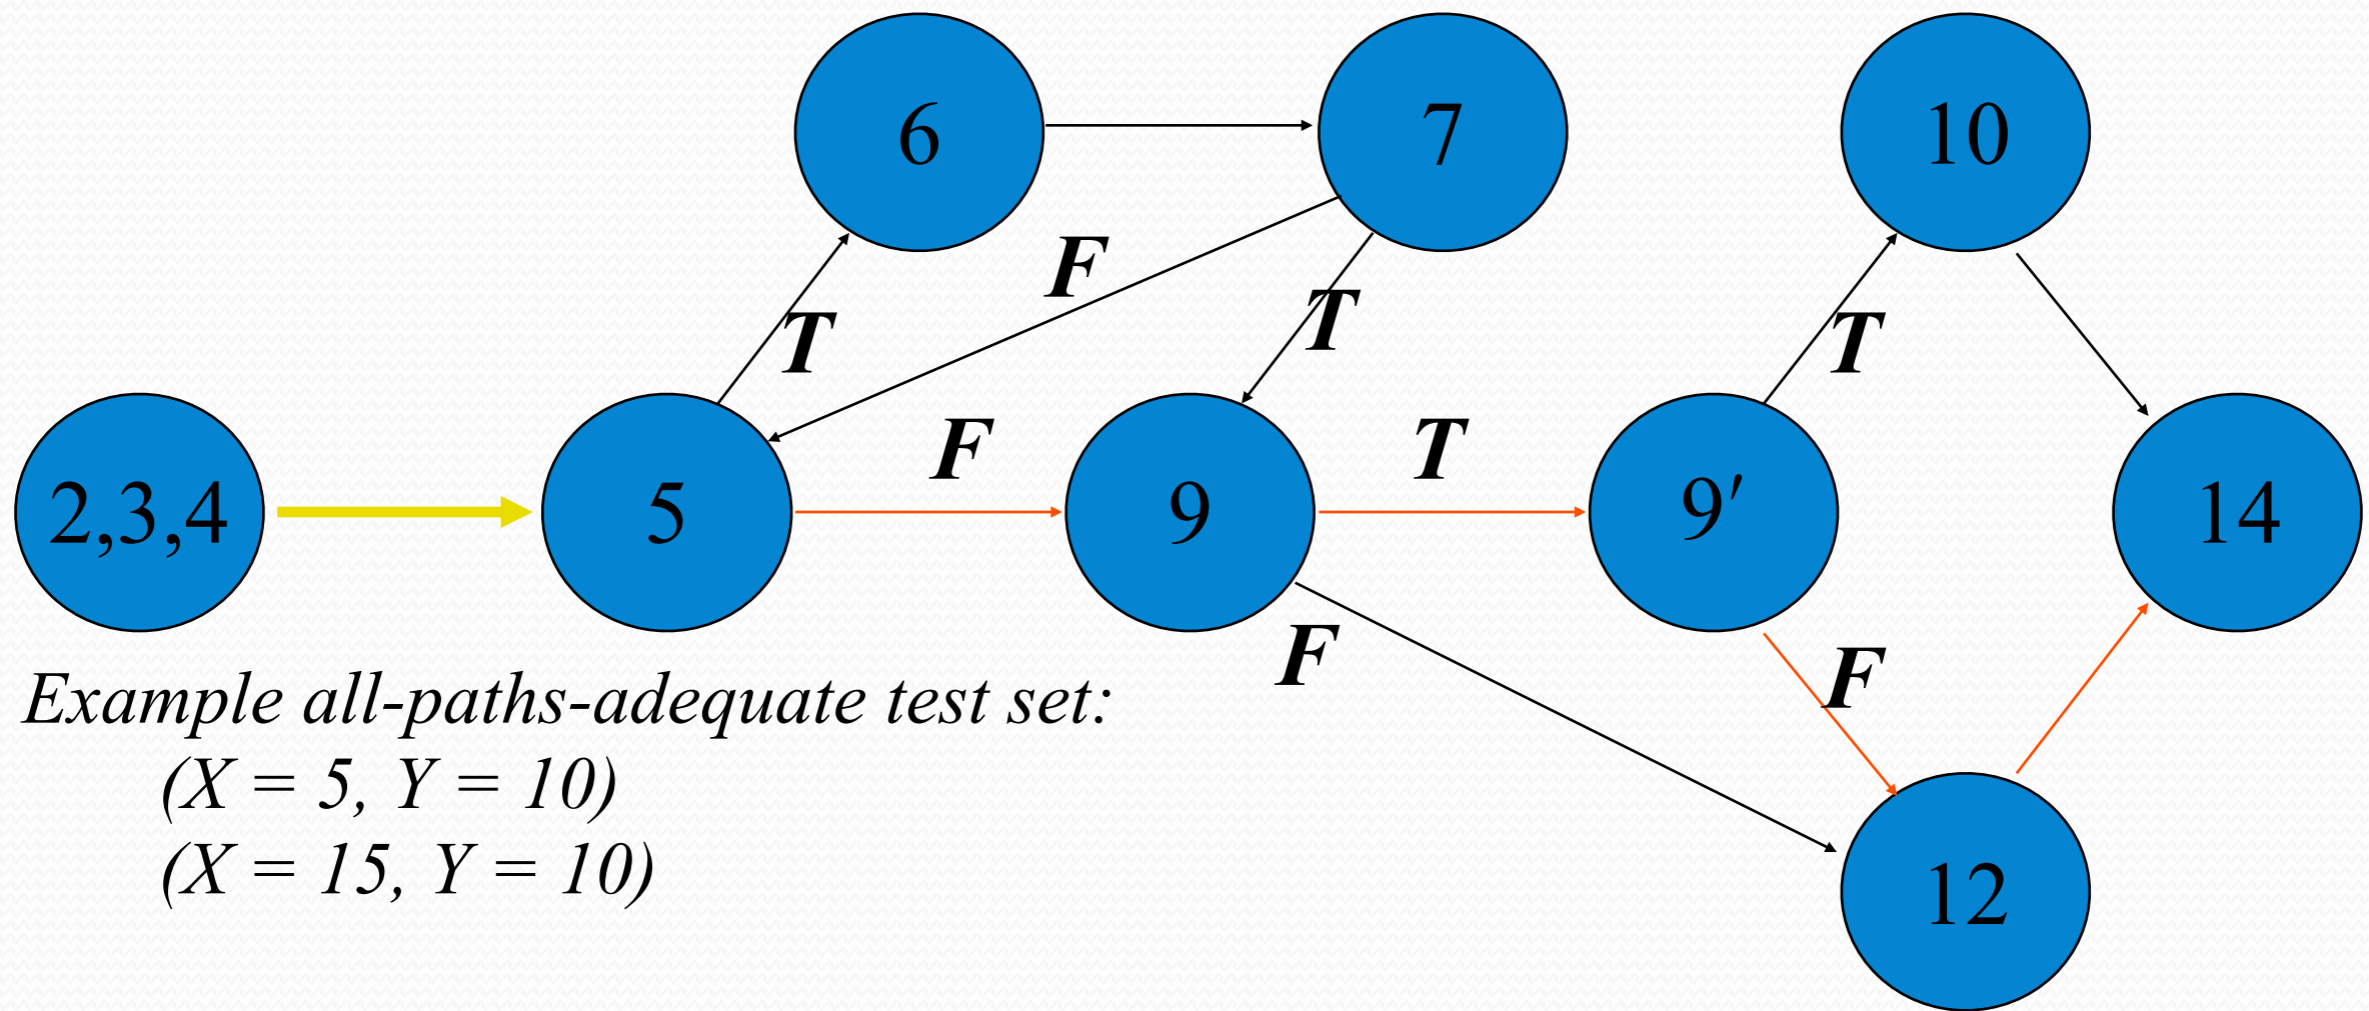 6
7
10
F
T
T
T
F
T
2,3,4
5
9
9′
14
F
F
Example all-paths-adequate test set:
(X = 5, Y = 10)
(X = 15, Y = 10)
12